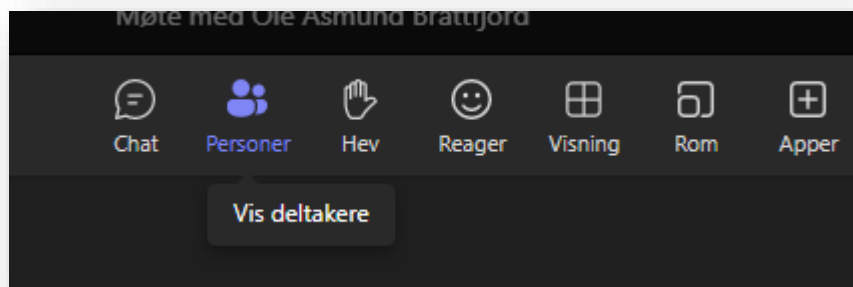 Møte med Ole Asmund Brattfjord
Chat Personer Hev Reager Visning Rom Apper
Vis deltakere